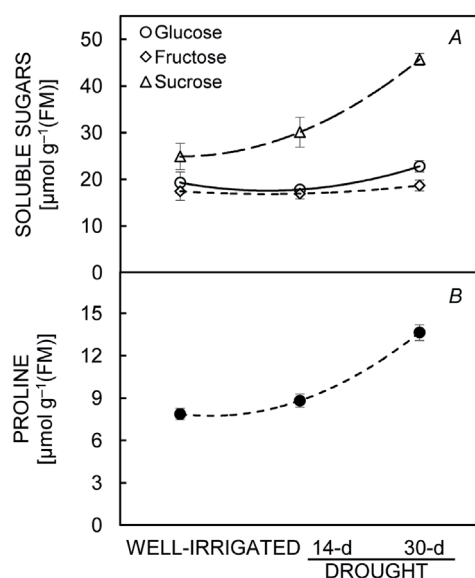 A
Glucose
Fructose
Sucrose
SOLUBLE SUGARS
[µmol g⁻¹(FM)]
50
40
30
20
10
0
B
PROLINE
[µmol g⁻¹(FM)]
15
12
9
6
3
0
WELL-IRRIGATED 14-d 30-d
DROUGHT